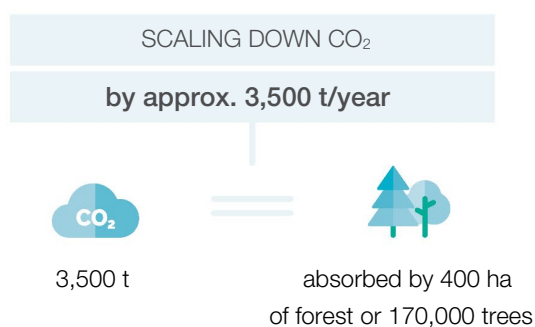 SCALING DOWN CO₂
by approx. 3,500 t/year
CO₂
3,500 t
absorbed by 400 ha
of forest or 170,000 trees